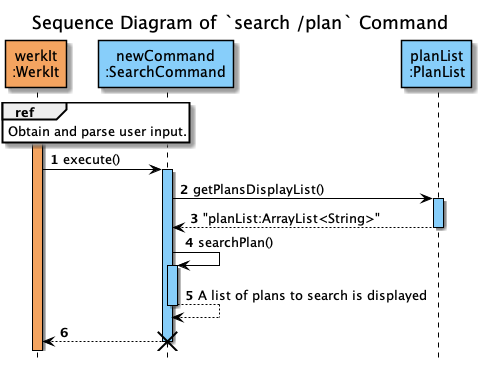 Sequence Diagram of `search /plan` Command
werkIt
:WerkIt
newCommand
:SearchCommand
planList
:PlanList
ref
Obtain and parse user input.
1 execute()
2 getPlansDisplayList()
3 "planList:ArrayList<String>"
4 searchPlan()
5 A list of plans to search is displayed
6